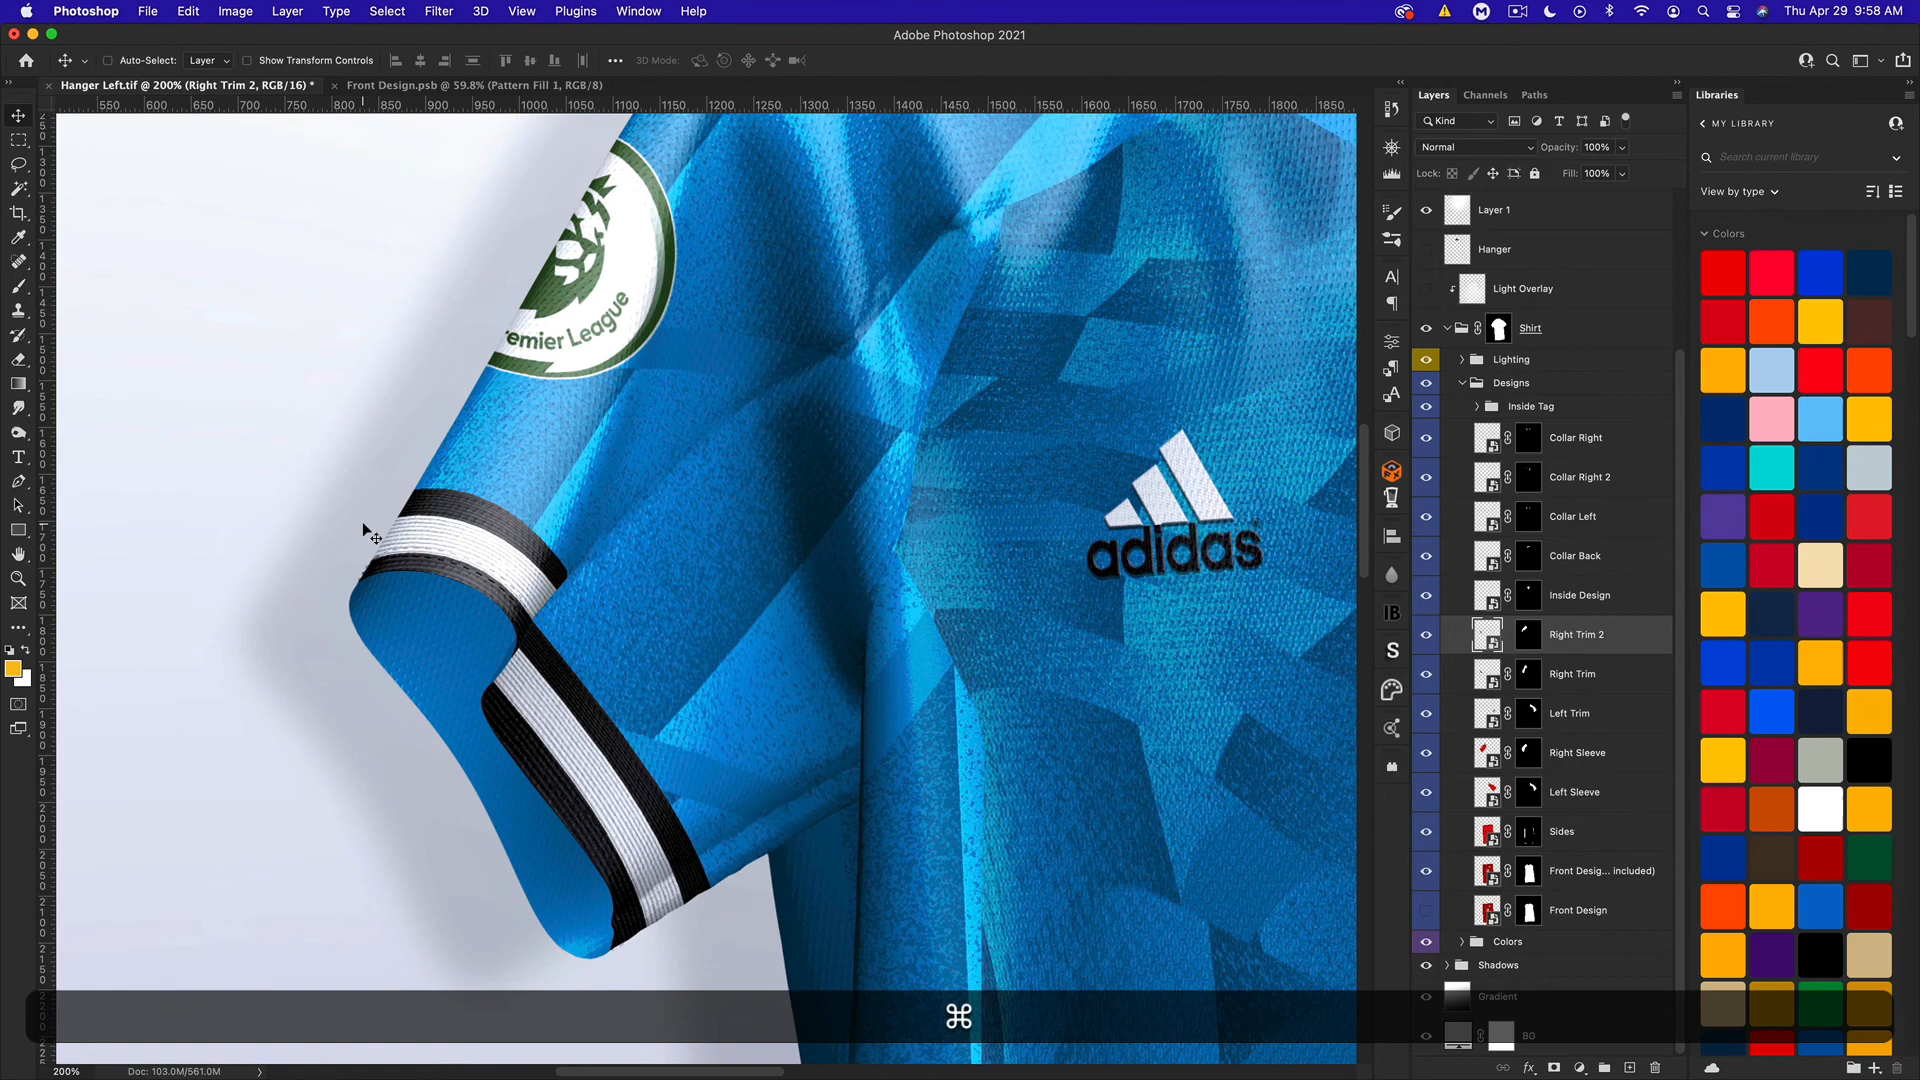 Photoshop File Edit Image Layer Type Select Filter 3D View Plugins Window Help
Thu Apr 29 9:58 AM
Adobe Photoshop 2021
Auto-Select: Layer Show Transform Controls 3D Mode:
Hanger Left.tif @ 200% (Right Trim 2, RGB/16) *
Front Design.psb @ 59.8% (Pattern Fill 1, RGB/8)
550 600 650 700 750 800 850 900 950 1000 1050 1100 1150 1200 1250 1300 1350 1400 1450 1500 1550 1600 1650 1700 1750 1800 1850
Layers Channels Paths
Kind
Normal Opacity: 100%
Lock: Fill: 100%
Layer 1
Hanger
Light Overlay
Shirt
Lighting
Designs
Inside Tag
Collar Right
Collar Right 2
Collar Left
Collar Back
Inside Design
Right Trim 2
Right Trim
Left Trim
Right Sleeve
Left Sleeve
Sides
Front Desig... included)
Front Design
Colors
Shadows
Gradient
BG
Libraries
MY LIBRARY
Search current library
View by type
Colors
emier League
adidas
⌘
200% Doc: 103.0M/561.0M